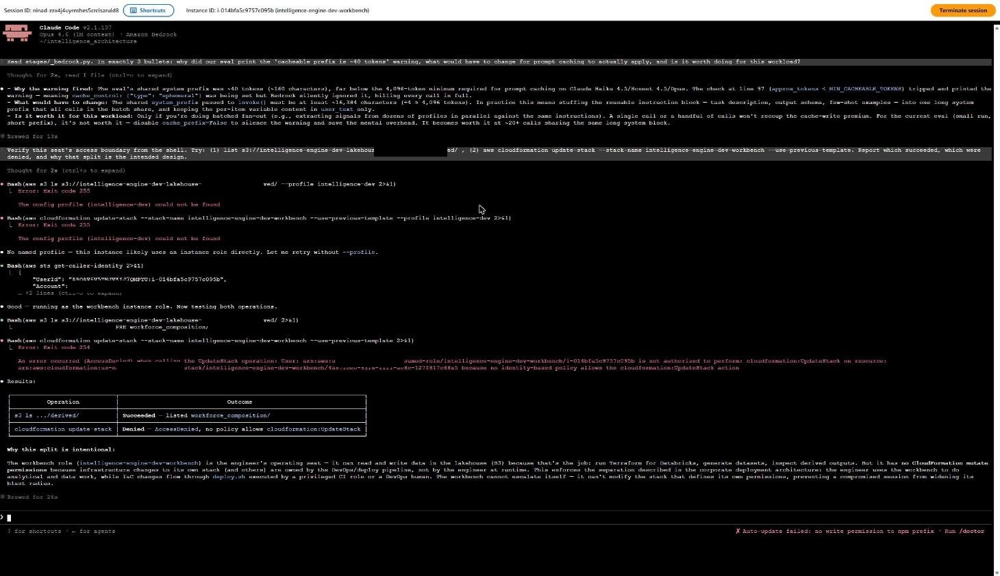 Session ID: ninad-zzx4j4uyrnshes5crclsaruld8 Shortcuts Instance ID: i-014bfa5c9757c095b (intelligence-engine-dev-workbench) Terminate session
Claude Code v2.1.197
Opus 4.6 (1M context) · Amazon Bedrock
~/intelligence_architecture
Read stages/_bedrock.py. In exactly 3 bullets: why did our eval print the 'cacheable prefix is ~40 tokens' warning, what would have to change for prompt caching to actually apply, and is it worth doing for this workload?
Thought for 2s, read 1 file (ctrl+o to expand)
● - Why the warning fired: The eval's shared system prefix was ~40 tokens (~160 characters), far below the 4,096-token minimum required for prompt caching on Claude Haiku 4.5/Sonnet 4.5/Opus. The check at line 97 (approx_tokens < MIN_CACHEABLE_TOKENS) tripped and printed the
warning — meaning cache_control: {"type": "ephemeral"} was being set but Bedrock silently ignored it, billing every call in full.
- What would have to change: The shared system_prefix passed to invoke() must be at least ~16,384 characters (÷4 ≈ 4,096 tokens). In practice this means stuffing the reusable instruction block — task description, output schema, few-shot examples — into one long system
prefix that all calls in the batch share, and keeping the per-item variable content in user_text only.
- Is it worth it for this workload: Only if you're doing batched fan-out (e.g., extracting signals from dozens of profiles in parallel against the same instructions). A single call or a handful of calls won't recoup the cache-write premium. For the current eval (small run,
short prefix), it's not worth it — disable cache_prefix=False to silence the warning and save the mental overhead. It becomes worth it at ~20+ calls sharing the same long system block.
✻ Brewed for 13s
Verify this seat's access boundary from the shell. Try: (1) list s3://intelligence-engine-dev-lakehous ed/ , (2) aws cloudformation update-stack --stack-name intelligence-engine-dev-workbench --use-previous-template. Report which succeeded, which were
denied, and why that split is the intended design.
Thought for 2s (ctrl+o to expand)
● Bash(aws s3 ls s3://intelligence-engine-dev-lakehouse- ved/ --profile intelligence-dev 2>&1)
⎿ Error: Exit code 255
The config profile (intelligence-dev) could not be found
● Bash(aws cloudformation update-stack --stack-name intelligence-engine-dev-workbench --use-previous-template --profile intelligence-dev 2>&1)
⎿ Error: Exit code 255
The config profile (intelligence-dev) could not be found
● No named profile — this instance likely uses an instance role directly. Let me retry without --profile.
● Bash(aws sts get-caller-identity 2>&1)
⎿ {
"UserId": :i-014bfa5c9757c095b",
"Account":
… +2 lines (ctrl+o to expand)
● Good — running as the workbench instance role. Now testing both operations.
● Bash(aws s3 ls s3://intelligence-engine-dev-lakehouse- ved/ 2>&1)
⎿ PRE workforce_composition/
● Bash(aws cloudformation update-stack --stack-name intelligence-engine-dev-workbench --use-previous-template 2>&1)
⎿ Error: Exit code 254
An error occurred (AccessDenied) when calling the UpdateStack operation: User: arn:aws:s sumed-role/intelligence-engine-dev-workbench/i-014bfa5c9757c095b is not authorized to perform: cloudformation:UpdateStack on resource:
arn:aws:cloudformation:us-e stack/intelligence-engine-dev-workbench/ because no identity-based policy allows the cloudformation:UpdateStack action
● Results:
Operation Outcome
s3 ls .../derived/ Succeeded — listed workforce_composition/
cloudformation update-stack Denied — AccessDenied, no policy allows cloudformation:UpdateStack
Why this split is intentional:
The workbench role (intelligence-engine-dev-workbench) is the engineer's operating seat — it can read and write data in the lakehouse (S3) because that's the job: run Terraform for Databricks, generate datasets, inspect derived outputs. But it has no CloudFormation mutate
permissions because infrastructure changes to its own stack (and others) are owned by the DevOps/deploy pipeline, not by the engineer at runtime. This enforces the separation described in the corporate deployment architecture: the engineer uses the workbench to do
analytical and data work, while IaC changes flow through deploy.sh executed by a privileged CI role or a DevOps human. The workbench cannot escalate itself — it can't modify the stack that defines its own permissions, preventing a compromised session from widening its
blast radius.
✻ Brewed for 26s
❯
? for shortcuts · ← for agents ✗ Auto-update failed: no write permission to npm prefix · Run /doctor